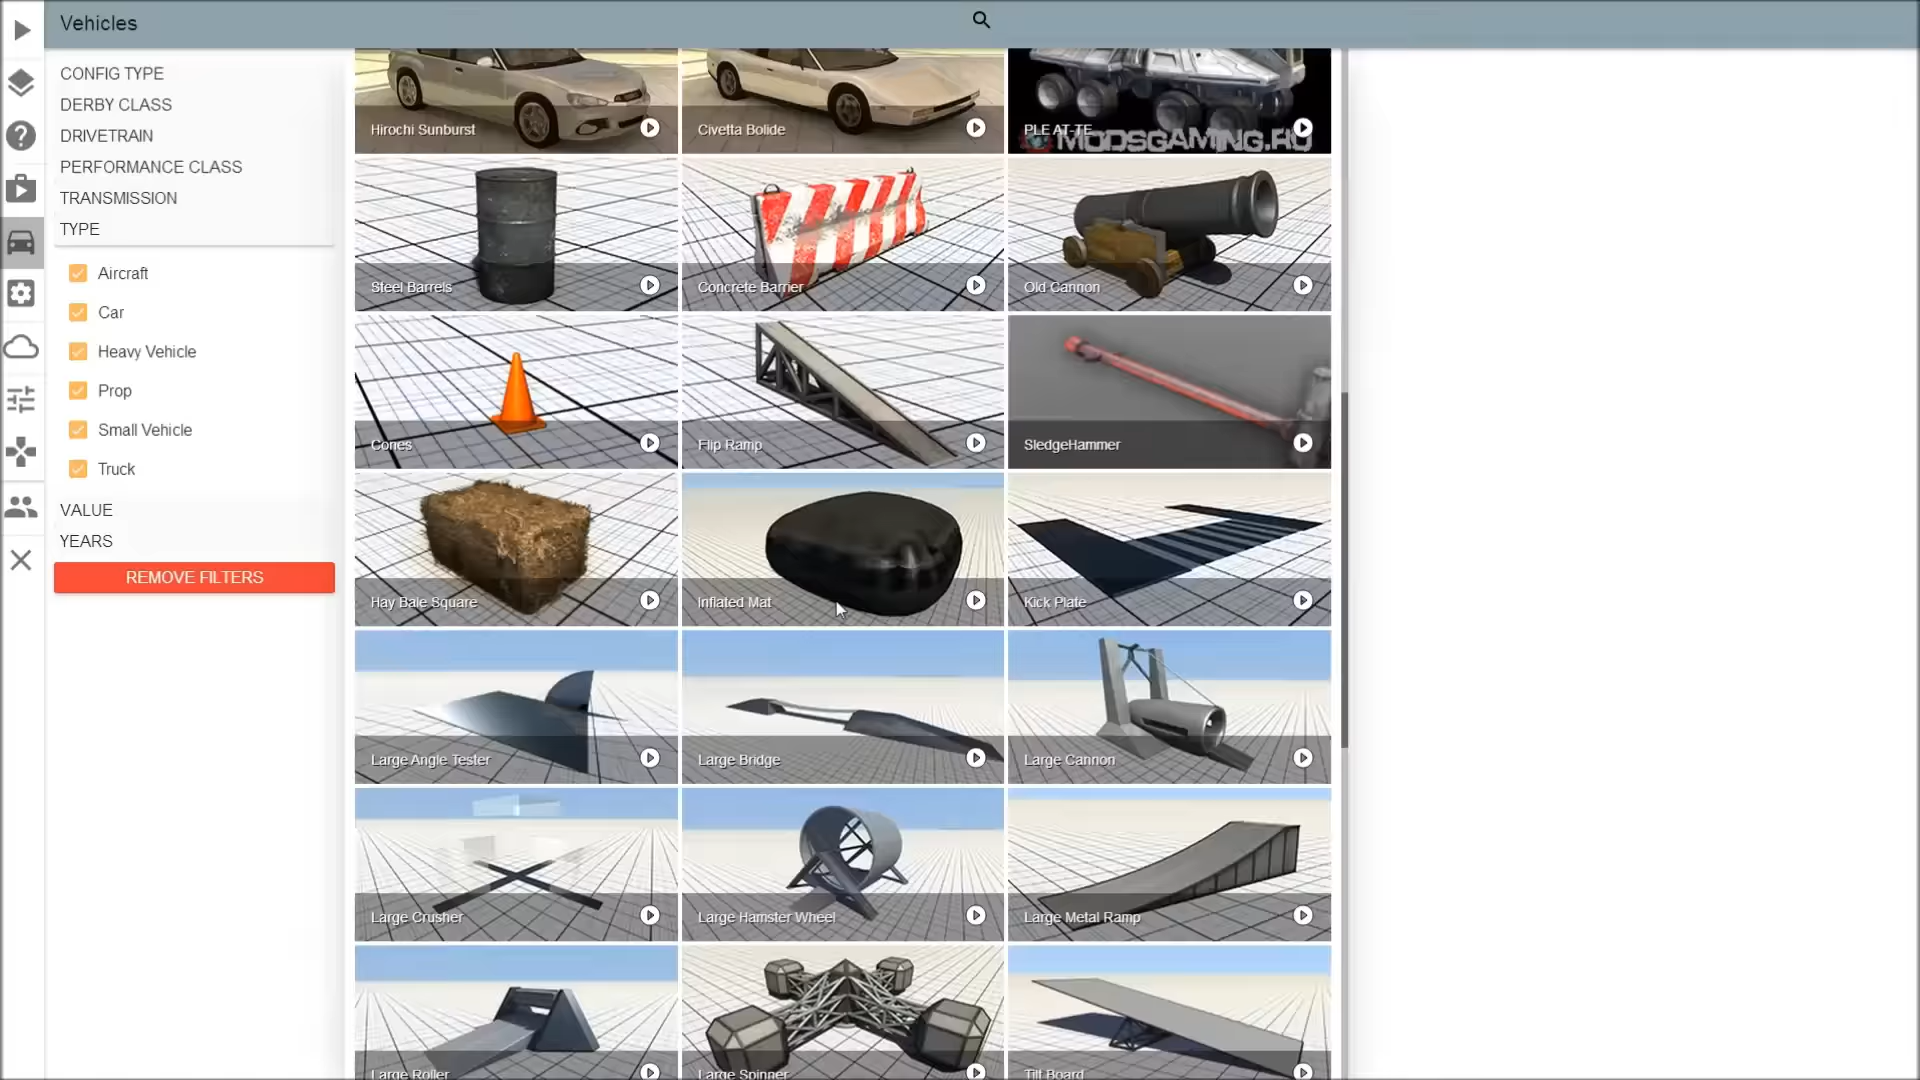 Vehicles
CONFIG TYPE
DERBY CLASS
DRIVETRAIN
PERFORMANCE CLASS
TRANSMISSION
TYPE
Aircraft
Car
Heavy Vehicle
Prop
Small Vehicle
Truck
VALUE
YEARS
REMOVE FILTERS
Hirochi Sunburst
Civetta Bolide
PLE AT-TE
MODSGAMING.RU
Steel Barrels
Concrete Barrier
Old Cannon
Cones
Flip Ramp
SledgeHammer
Hay Bale Square
Inflated Mat
Kick Plate
Large Angle Tester
Large Bridge
Large Cannon
Large Crusher
Large Hamster Wheel
Large Metal Ramp
Large Roller
Large Spinner
Tilt Board